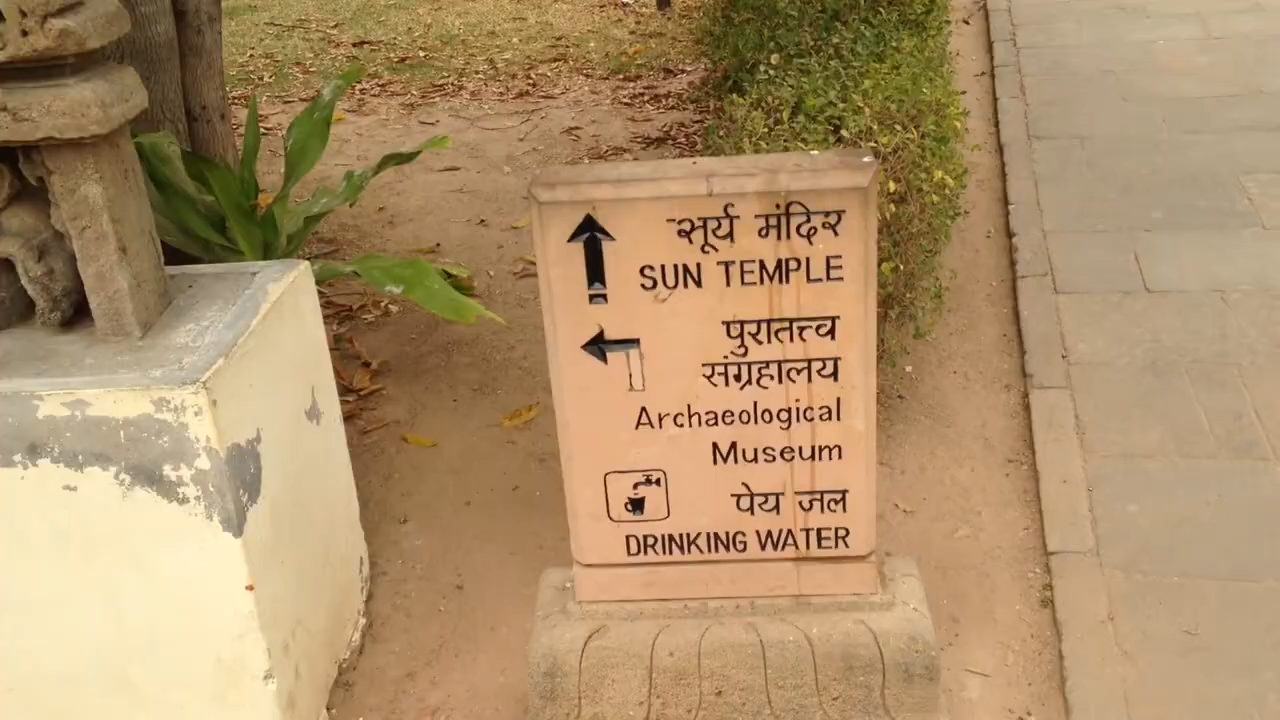 सूर्य मंदिर
SUN TEMPLE
पुरातत्त्व
संग्रहालय
Archaeological
Museum
पेय जल
DRINKING WATER